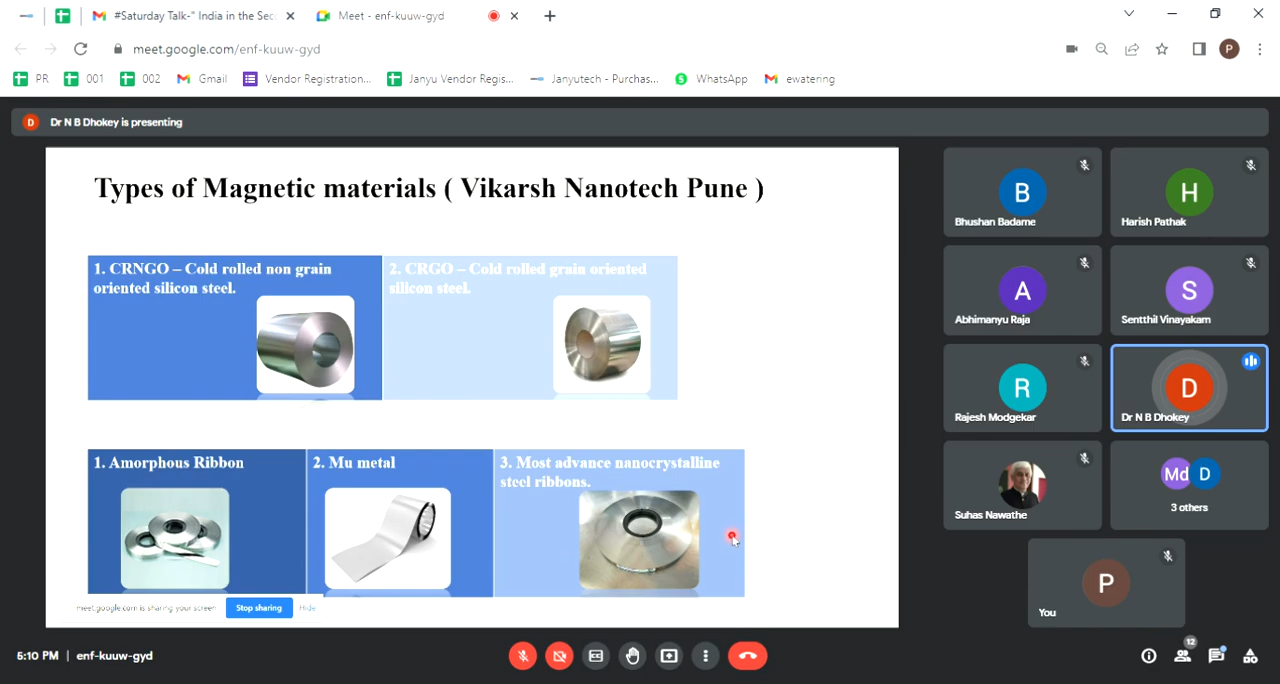 #Saturday Talk-" India in the Sec
Meet - enf-kuuw-gyd
meet.google.com/enf-kuuw-gyd
P
PR
001
002
Gmail
Vendor Registration...
Janyu Vendor Regis...
Janyutech - Purchas...
WhatsApp
ewatering
D
Dr N B Dhokey is presenting
Types of Magnetic materials ( Vikarsh Nanotech Pune )
1. CRNGO – Cold rolled non grain
oriented silicon steel.
2. CRGO – Cold rolled grain oriented
silicon steel.
1. Amorphous Ribbon
2. Mu metal
3. Most advance nanocrystalline
steel ribbons.
meet.google.com is sharing your screen
Stop sharing
Hide
B
Bhushan Badame
H
Harish Pathak
A
Abhimanyu Raja
S
Sentthil Vinayakam
R
Rajesh Modgekar
D
Dr N B Dhokey
Suhas Nawathe
Md
D
3 others
P
You
5:10 PM | enf-kuuw-gyd
12